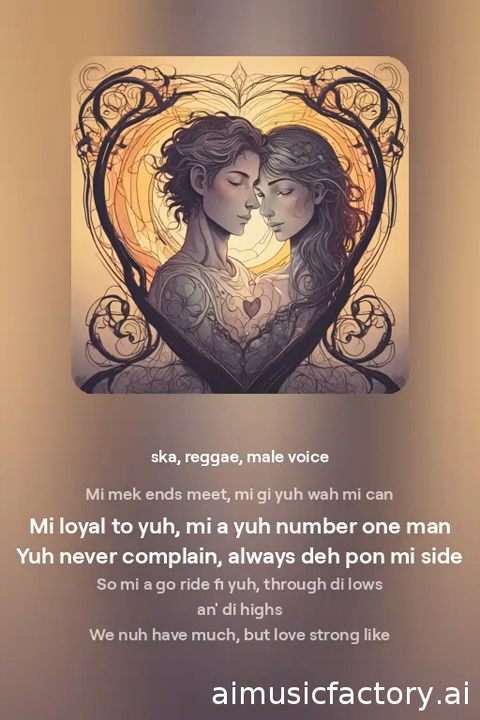 ska, reggae, male voice
Mi mek ends meet, mi gi yuh wah mi can
Mi loyal to yuh, mi a yuh number one man
Yuh never complain, always deh pon mi side
So mi a go ride fi yuh, through di lows
an' di highs
We nuh have much, but love strong like
aimusicfactory.ai